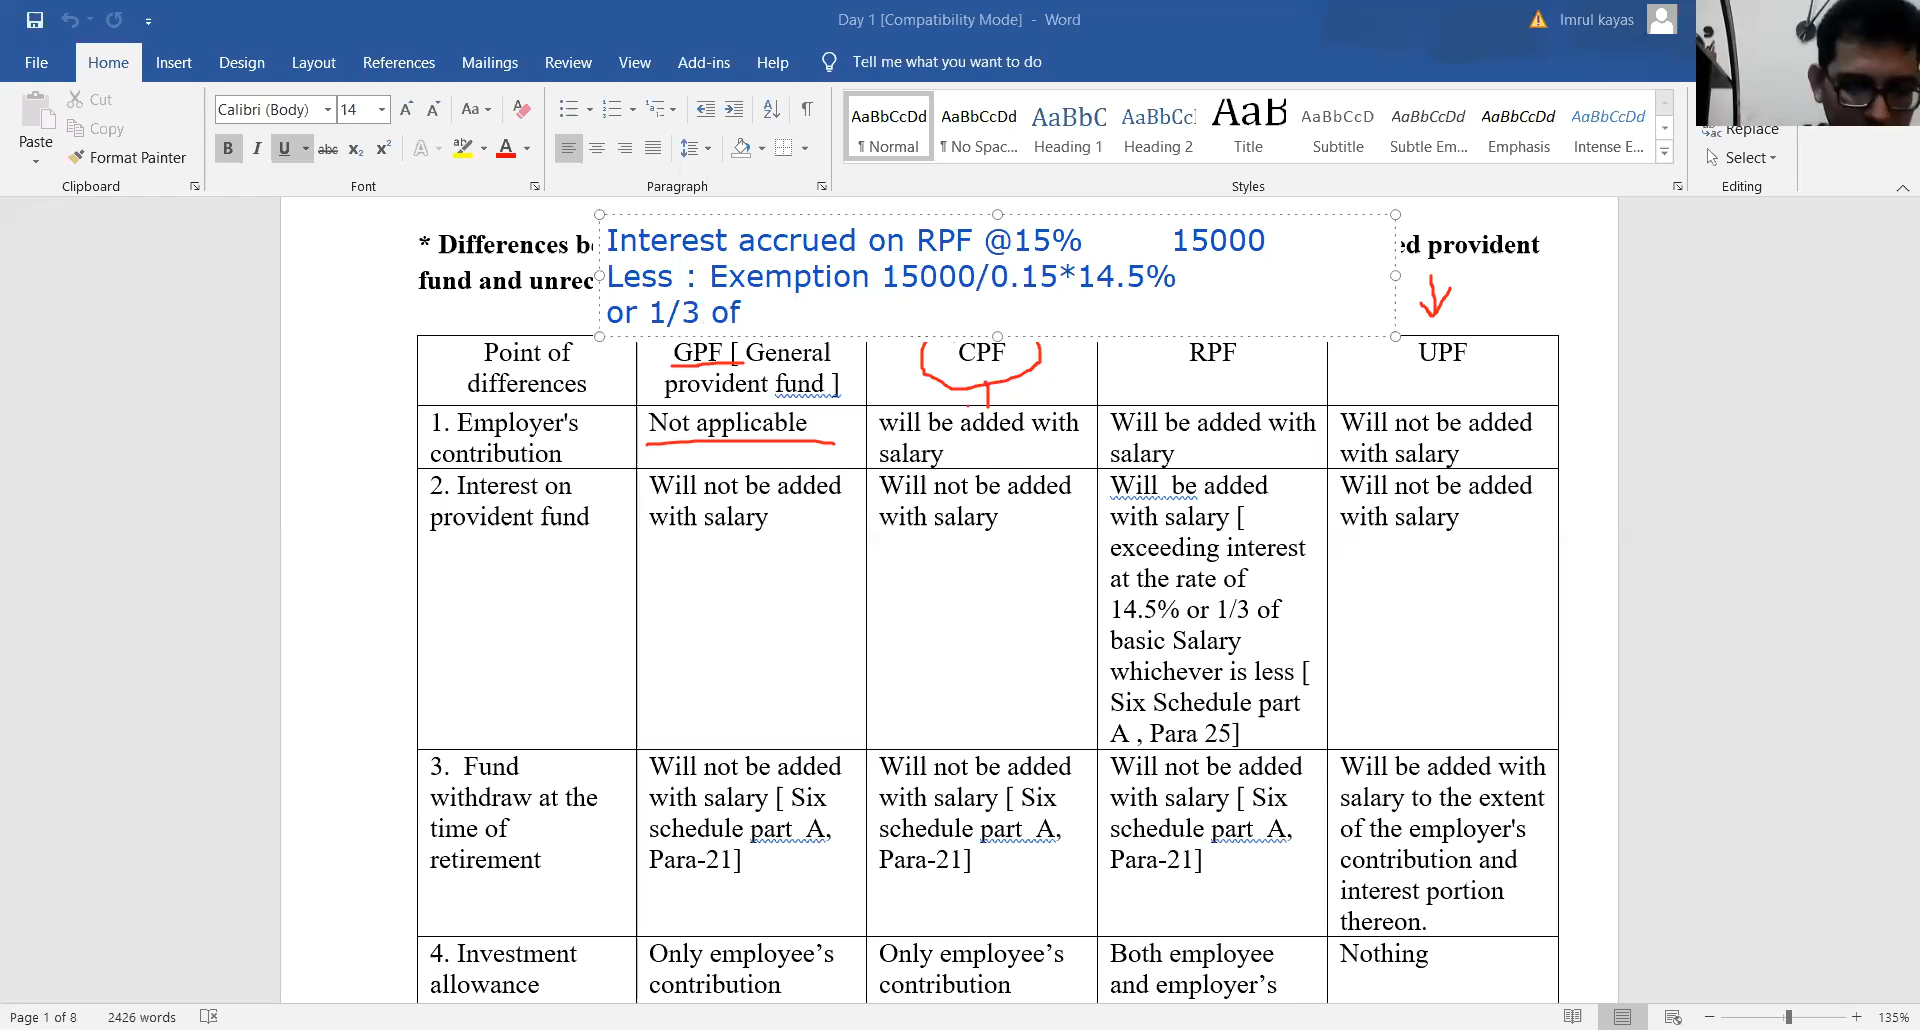 Day 1 [Compatibility Mode] - Word
Imrul kayas
File Home Insert Design Layout References Mailings Review View Add-ins Help Tell me what you want to do
Paste
Cut
Copy
Format Painter
Clipboard
Calibri (Body) 14 Aa
B I U abc x2 x2 A A
Font
Paragraph
AaBbCcDd AaBbCcDd AaBbC AaBbCcI AaB AaBbCcD AaBbCcDd AaBbCcDd AaBbCcDd
¶ Normal ¶ No Spac... Heading 1 Heading 2 Title Subtitle Subtle Em... Emphasis Intense E...
Styles
Replace
Select
Editing
* Differences
ed provident
fund and
Interest accrued on RPF @15% 15000
Less : Exemption 15000/0.15*14.5%
or 1/3 of
Point of
differences
GPF [ General
provident fund ]
CPF
RPF
UPF
1. Employer's
contribution
Not applicable
will be added with
salary
Will be added with
salary
Will not be added
with salary
2. Interest on
provident fund
Will not be added
with salary
Will not be added
with salary
Will be added
with salary [
exceeding interest
at the rate of
14.5% or 1/3 of
basic Salary
whichever is less [
Six Schedule part
A , Para 25]
Will not be added
with salary
3. Fund
withdraw at the
time of
retirement
Will not be added
with salary [ Six
schedule part A,
Para-21]
Will not be added
with salary [ Six
schedule part A,
Para-21]
Will not be added
with salary [ Six
schedule part A,
Para-21]
Will be added with
salary to the extent
of the employer's
contribution and
interest portion
thereon.
4. Investment
allowance
Only employee’s
contribution
Only employee’s
contribution
Both employee
and employer’s
Nothing
Page 1 of 8 2426 words
135%